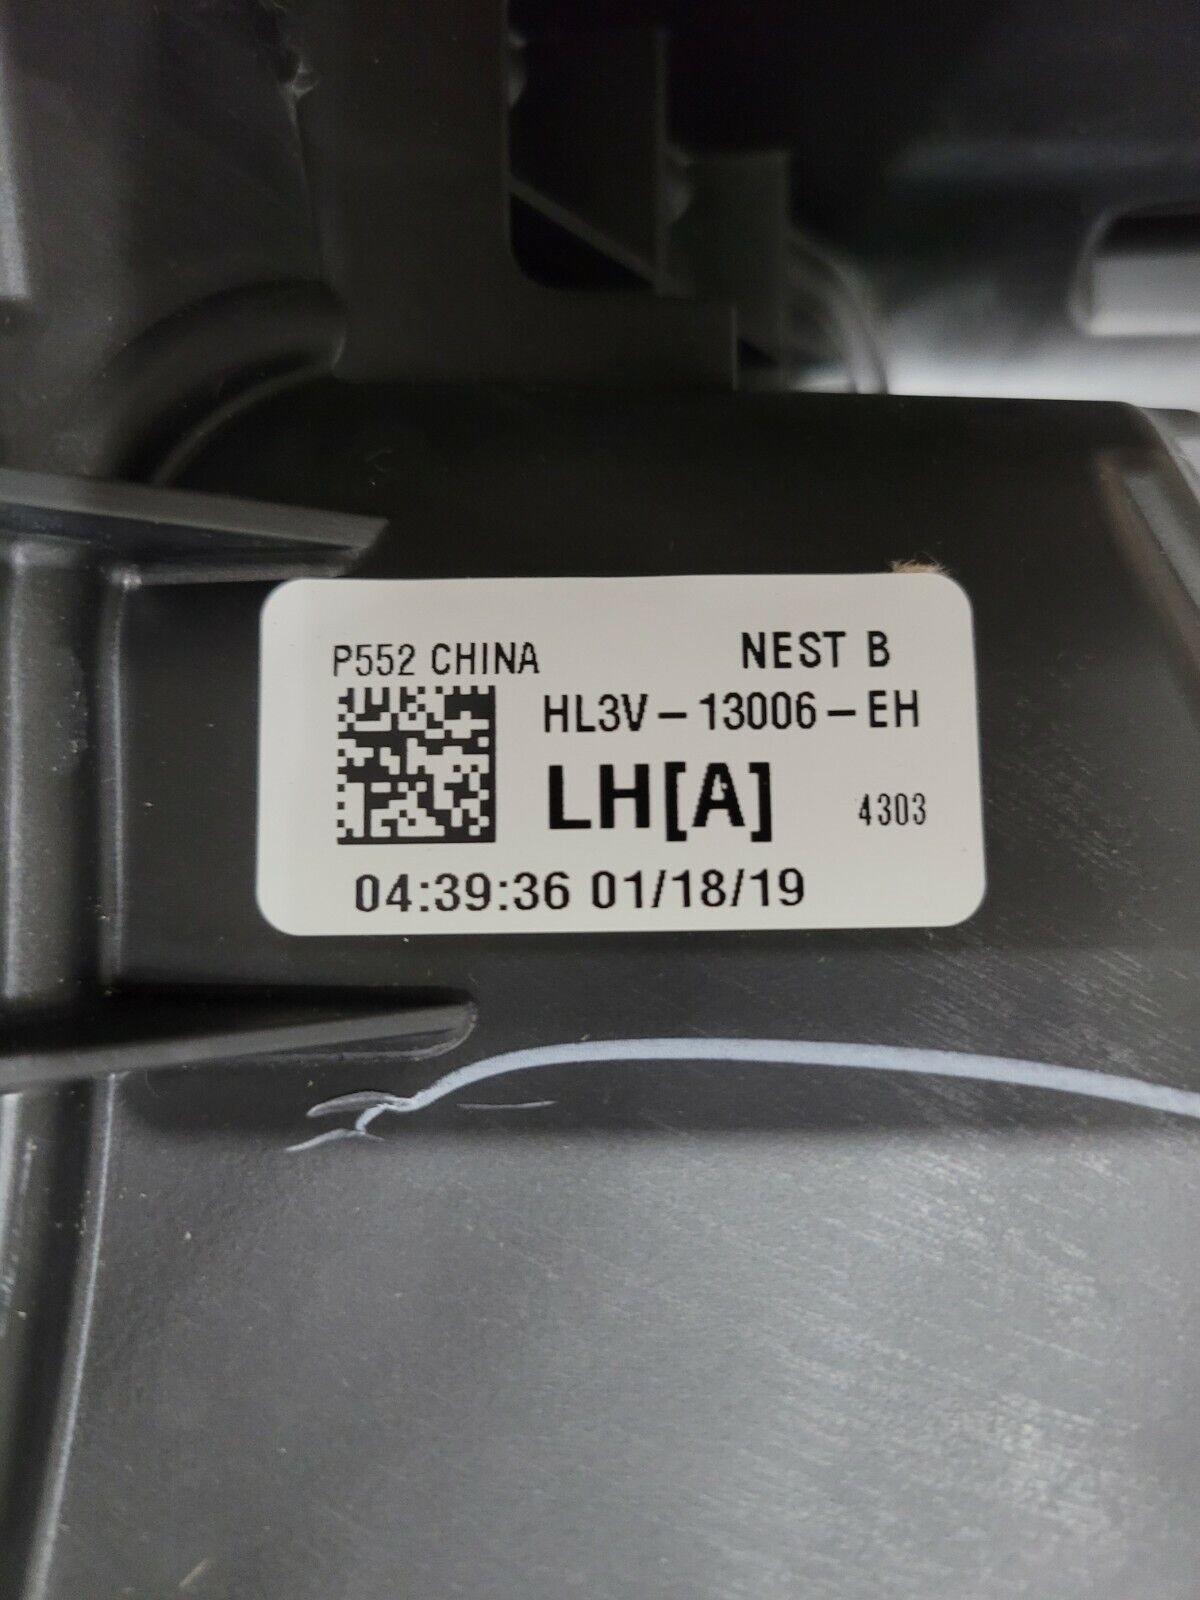 P552 CHINA NEST B
HL3V-13006-EH
LH[A] 4303
04:39:36 01/18/19